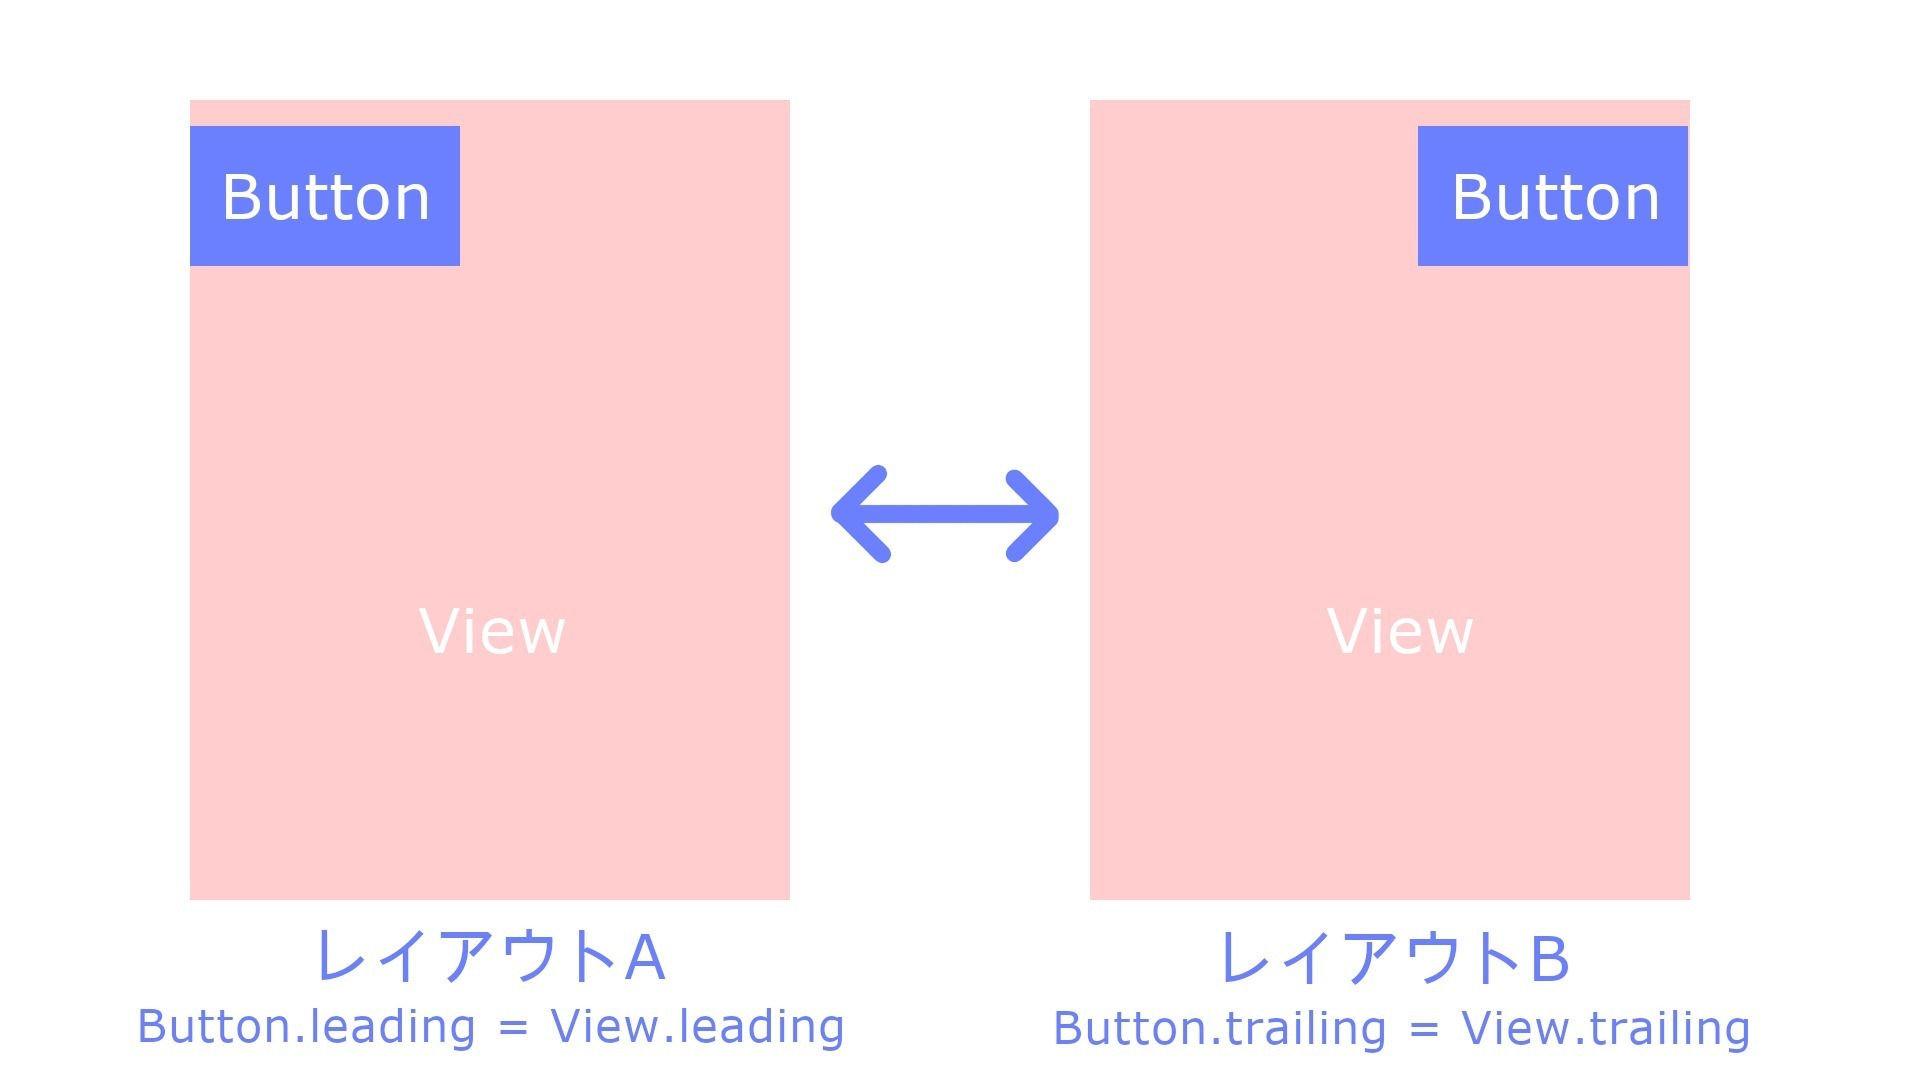 Button
View
レイアウトA
Button.leading = View.leading
Button
View
レイアウトB
Button.trailing = View.trailing